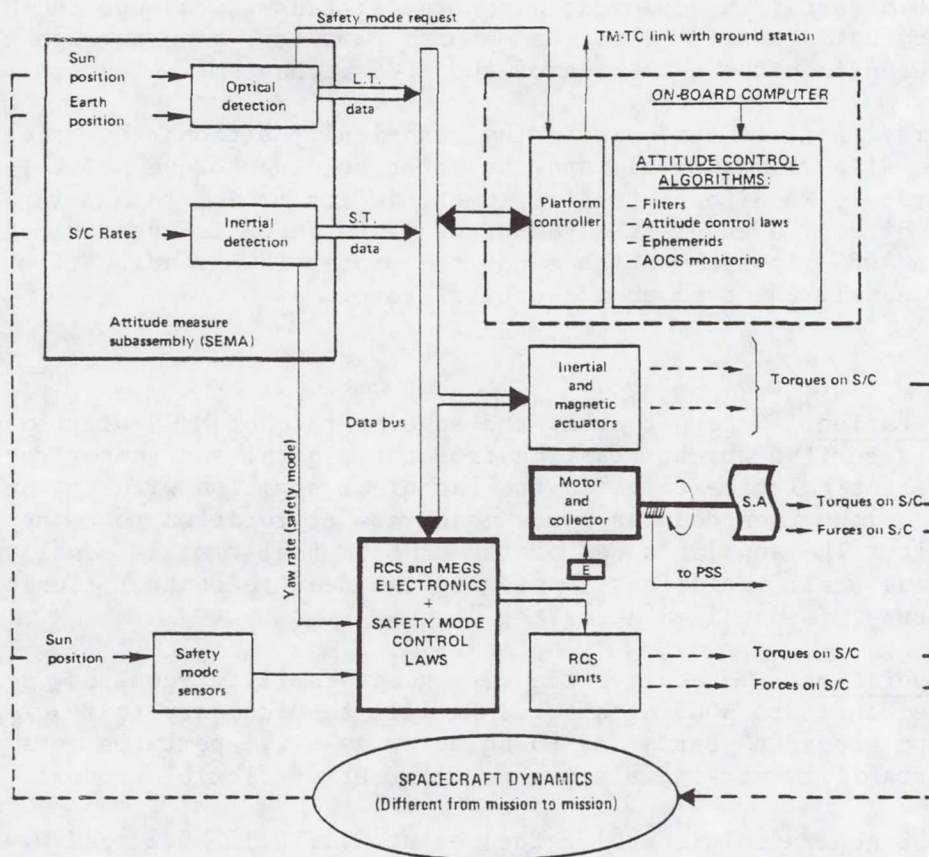 Safety mode request
TM-TC link with ground station
Sun
position
Earth
position
Optical
detection
L.T.
data
ON-BOARD COMPUTER
Platform
controller
ATTITUDE CONTROL
ALGORITHMS:
- Filters
- Attitude control laws
- Ephemerids
- AOCS monitoring
S/C Rates
Inertial
detection
S.T.
data
Attitude measure
subassembly (SEMA)
Inertial
and
magnetic
actuators
Torques on S/C
Data bus
Yaw rate (safety mode)
Motor
and
collector
S.A.
Torques on S/C
Forces on S/C
E
to PSS
RCS and MEGS
ELECTRONICS
+
SAFETY MODE
CONTROL
LAWS
Sun
position
Safety
mode
sensors
RCS
units
Torques on S/C
Forces on S/C
SPACECRAFT DYNAMICS
(Different from mission to mission)